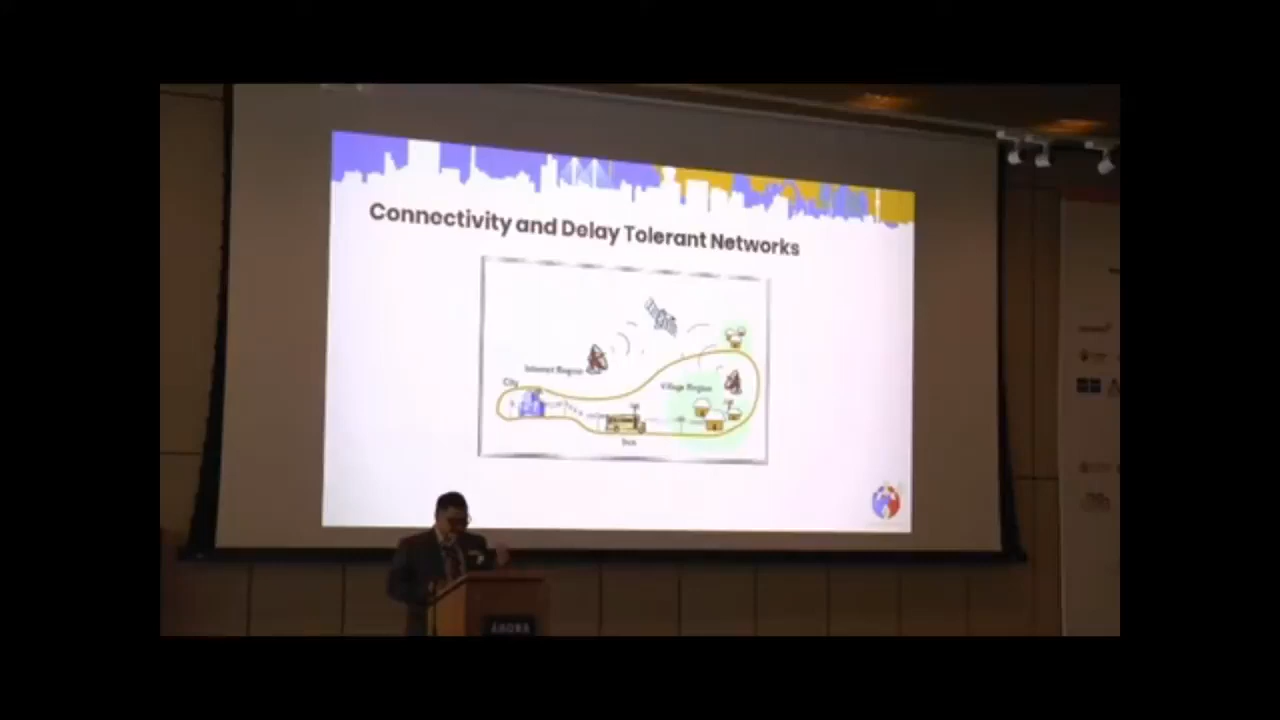 Connectivity and Delay Tolerant Networks
Internet Region
City
Village Region
Bus